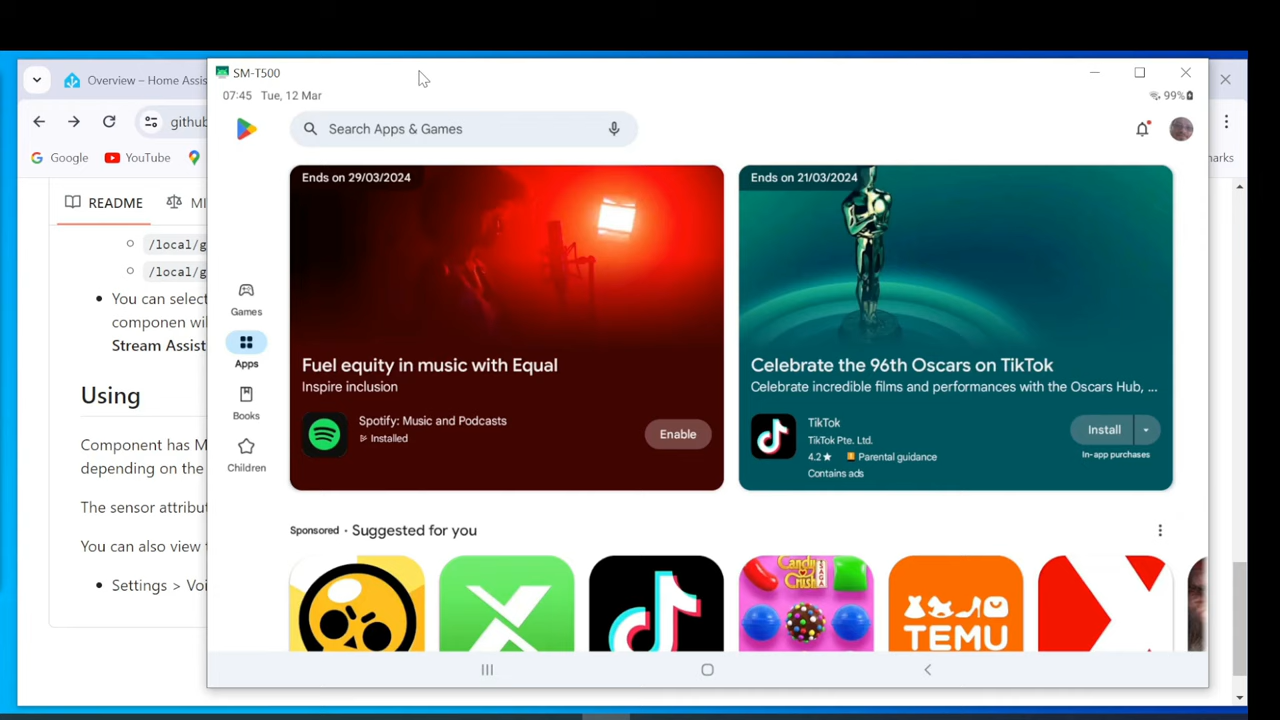 Overview – Home Assis
github
Google
YouTube
arks
README
MI
/local/g
/local/g
You can select
componen wil
Stream Assist
Using
Component has M
depending on the
The sensor attribut
You can also view t
Settings > Voi
SM-T500
07:45 Tue, 12 Mar
99%
Search Apps & Games
Games
Apps
Books
Children
Ends on 29/03/2024
Fuel equity in music with Equal
Inspire inclusion
Spotify: Music and Podcasts
Installed
Enable
Ends on 21/03/2024
Celebrate the 96th Oscars on TikTok
Celebrate incredible films and performances with the Oscars Hub, ...
TikTok
TikTok Pte. Ltd.
4.2★ Parental guidance
Contains ads
Install
In-app purchases
Sponsored · Suggested for you
Candy
Crush
TEMU